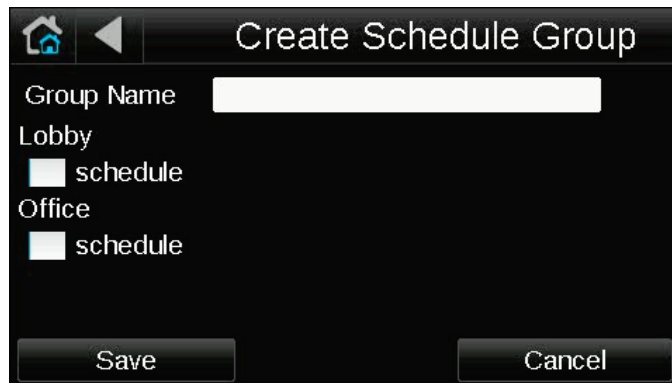 Create Schedule Group
Group Name
Lobby
schedule
Office
schedule
Save Cancel